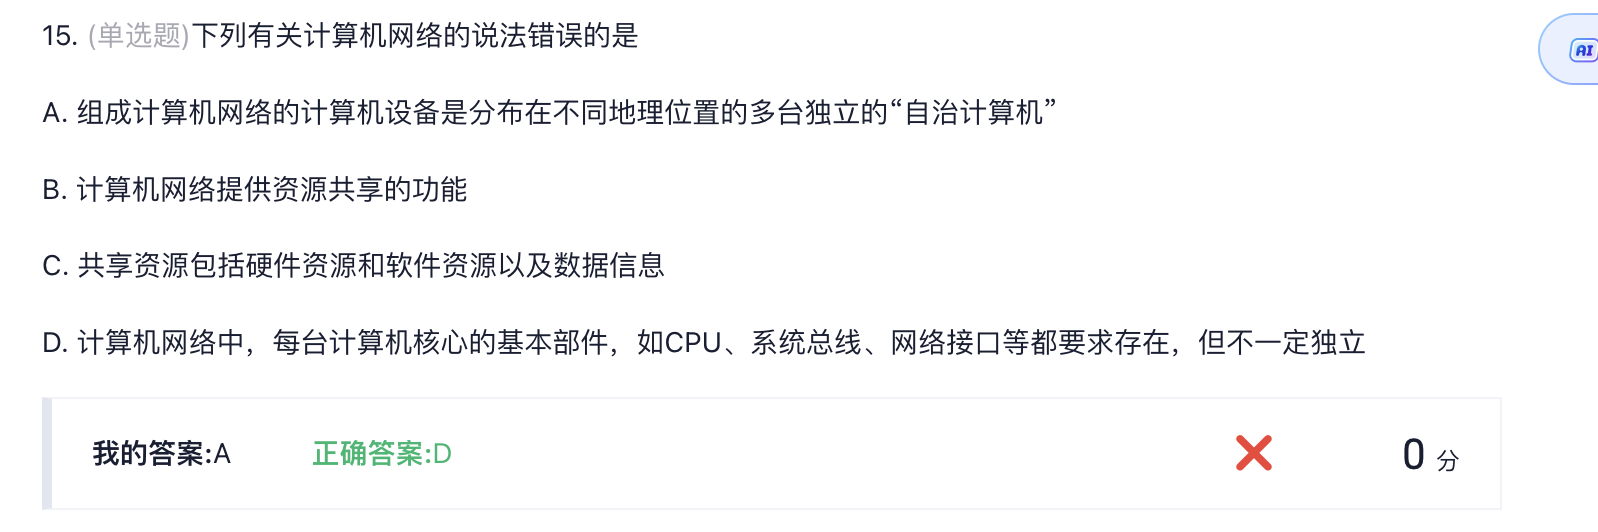 15. (单选题)下列有关计算机网络的说法错误的是
AI
A. 组成计算机网络的计算机设备是分布在不同地理位置的多台独立的“自治计算机”
B. 计算机网络提供资源共享的功能
C. 共享资源包括硬件资源和软件资源以及数据信息
D. 计算机网络中，每台计算机核心的基本部件，如CPU、系统总线、网络接口等都要求存在，但不一定独立
我的答案:A 正确答案:D 0 分